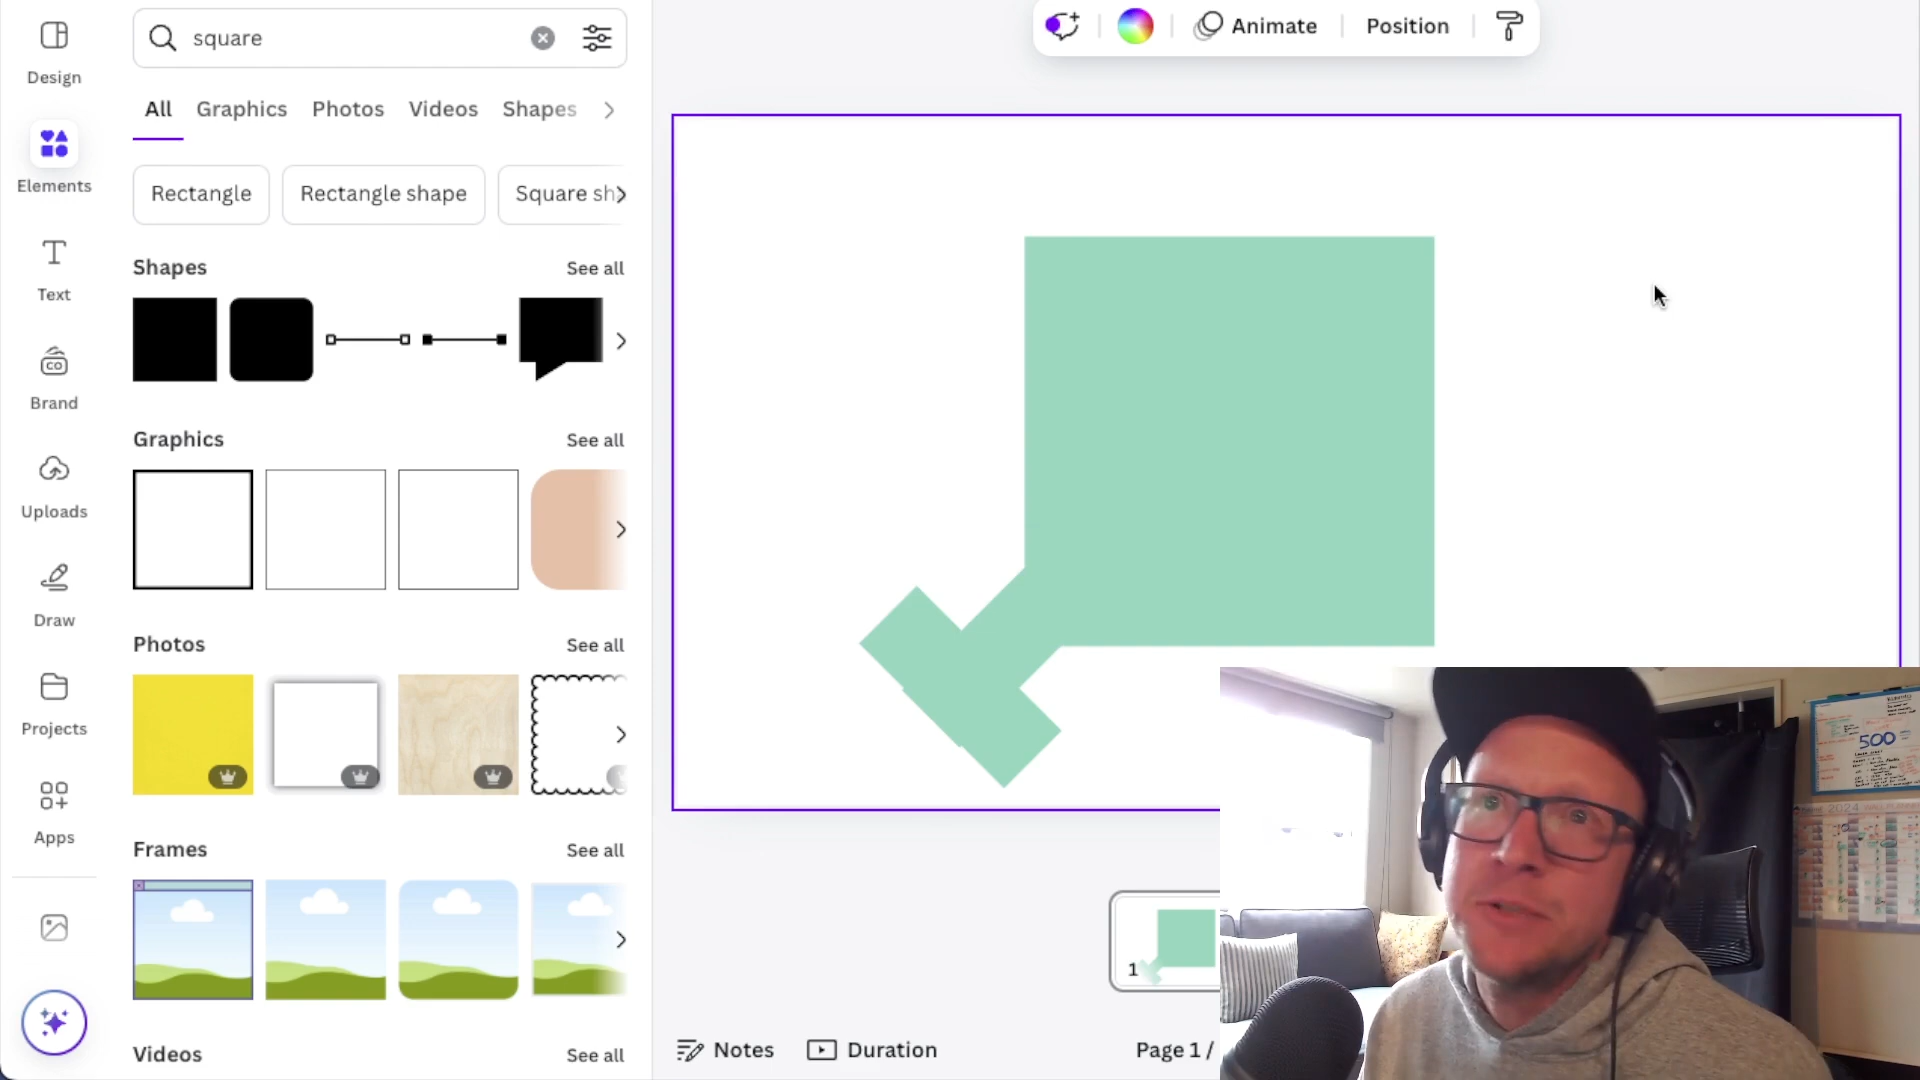 Design
Elements
Text
Brand
Uploads
Draw
Projects
Apps
square
All Graphics Photos Videos Shapes
Rectangle Rectangle shape Square
Shapes See all
Graphics See all
Photos See all
Frames See all
Videos See all
Animate Position
1
Notes Duration Page 1 /
CO
500
2024